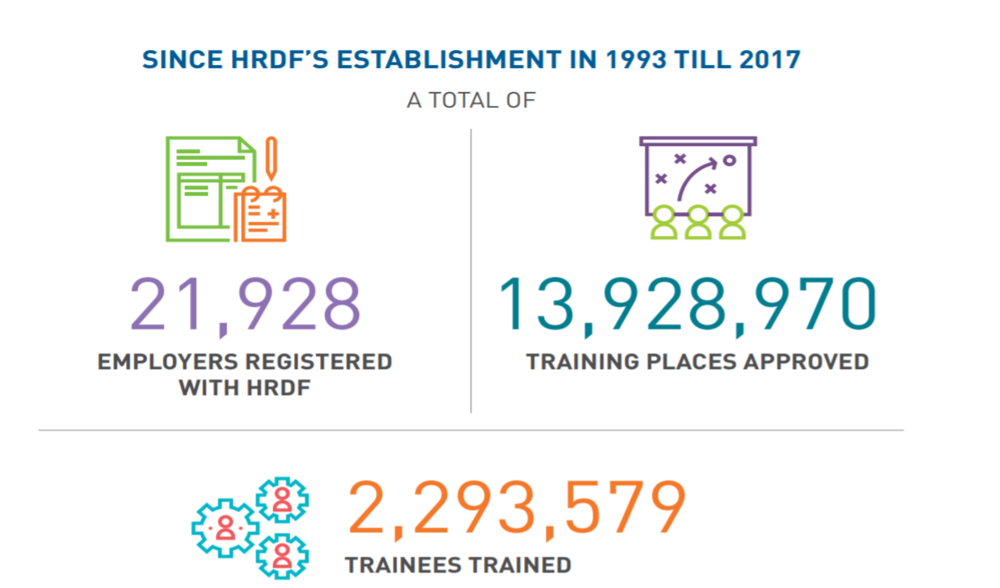 SINCE HRDF'S ESTABLISHMENT IN 1993 TILL 2017
A TOTAL OF
21,928
EMPLOYERS REGISTERED
WITH HRDF
13,928,970
TRAINING PLACES APPROVED
2,293,579
TRAINEES TRAINED